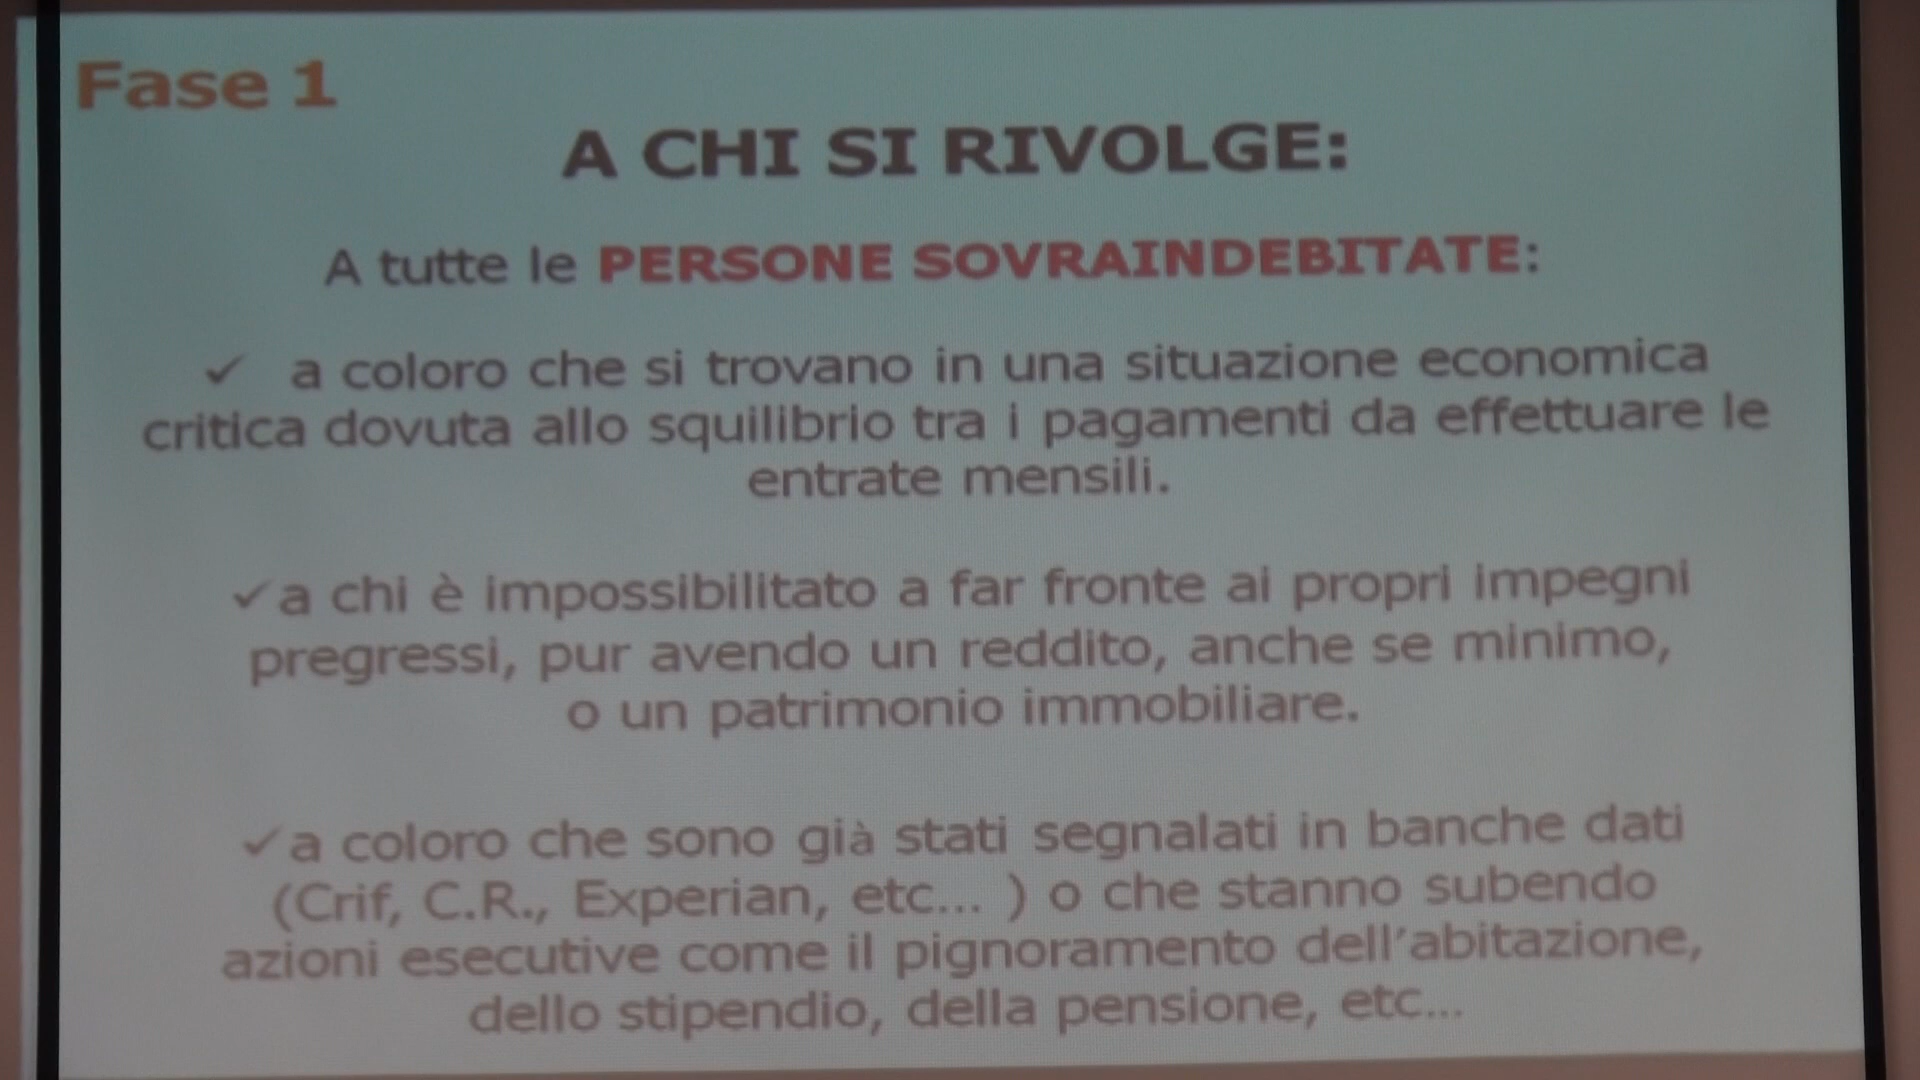 Fase 1
A CHI SI RIVOLGE:
A tutte le PERSONE SOVRAINDEBITATE:
✓ a coloro che si trovano in una situazione economica
critica dovuta allo squilibrio tra i pagamenti da effettuare le
entrate mensili.
✓ a chi è impossibilitato a far fronte ai propri impegni
pregressi, pur avendo un reddito, anche se minimo,
o un patrimonio immobiliare.
✓ a coloro che sono già stati segnalati in banche dati
(Crif, C.R., Experian, etc... ) o che stanno subendo
azioni esecutive come il pignoramento dell'abitazione,
dello stipendio, della pensione, etc...